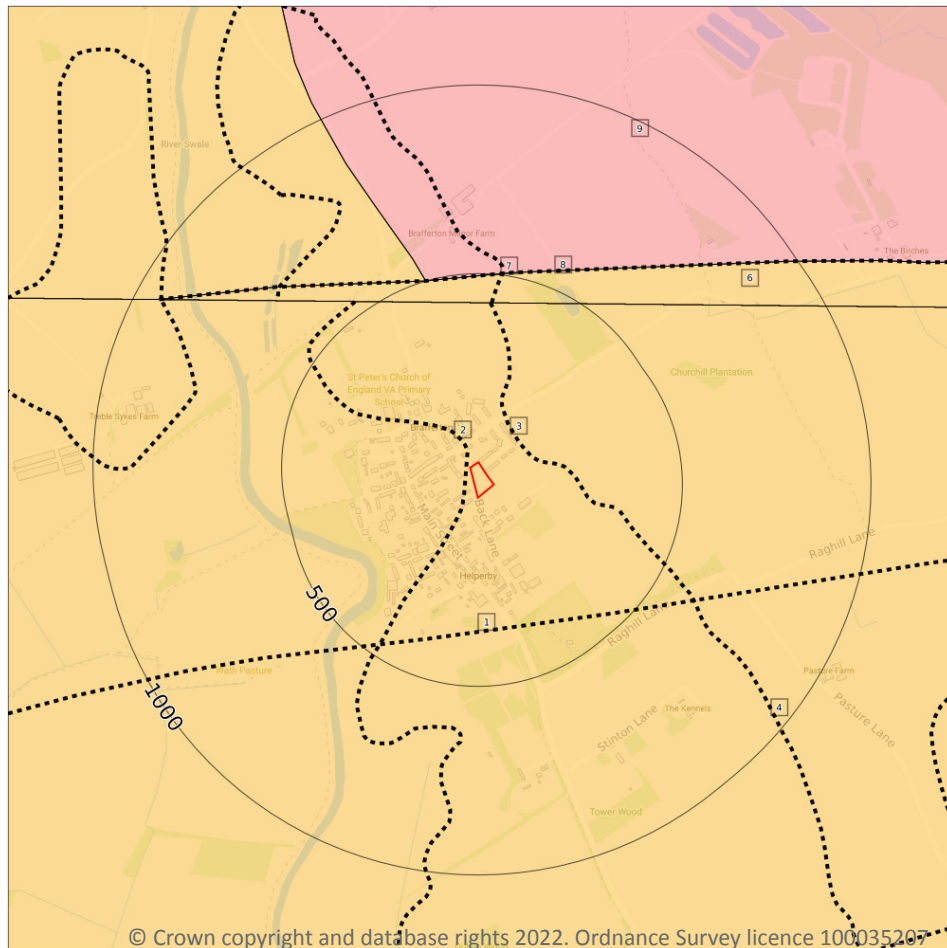 9
River Swale
Brafferton Manor Farm
The Birches
7
8
6
St Peter's Church of
England VA Primary
School
Churchill Plantation
Treble Sykes Farm
2
3
Back Lane
Main Street
Raghill Lane
Helperby
500
1
Raghill Lane
Wath Pasture
Pasture Farm
1000
4
The Kennels
Pasture Lane
Stinton Lane
Tower Wood
© Crown copyright and database rights 2022. Ordnance Survey licence 100035207